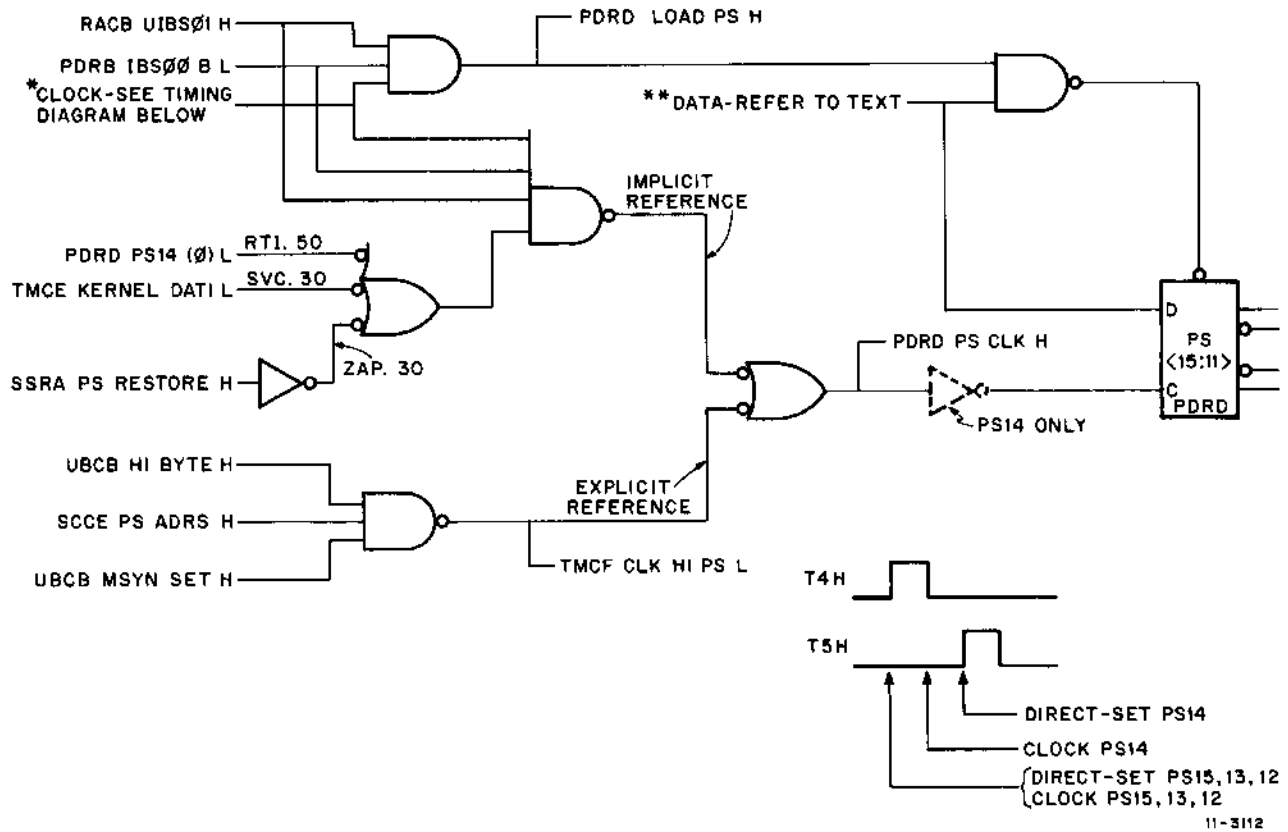 RACB UIBSØ1 H
PDRD LOAD PS H
PDRB IBSØØ B L
*CLOCK-SEE TIMING
DIAGRAM BELOW
**DATA-REFER TO TEXT
IMPLICIT
REFERENCE
PDRD PS14 (Ø) L
RTI. 50
TMCE KERNEL DATI L
SVC. 30
ZAP. 30
SSRA PS RESTORE H
PDRD PS CLK H
PS14 ONLY
D
PS
<15:11>
C
PDRD
UBCB HI BYTE H
SCCE PS ADRS H
UBCB MSYN SET H
EXPLICIT
REFERENCE
TMCF CLK HI PS L
T4H
T5H
DIRECT-SET PS14
CLOCK PS14
DIRECT-SET PS15,13,12
CLOCK PS15,13,12
11-3112